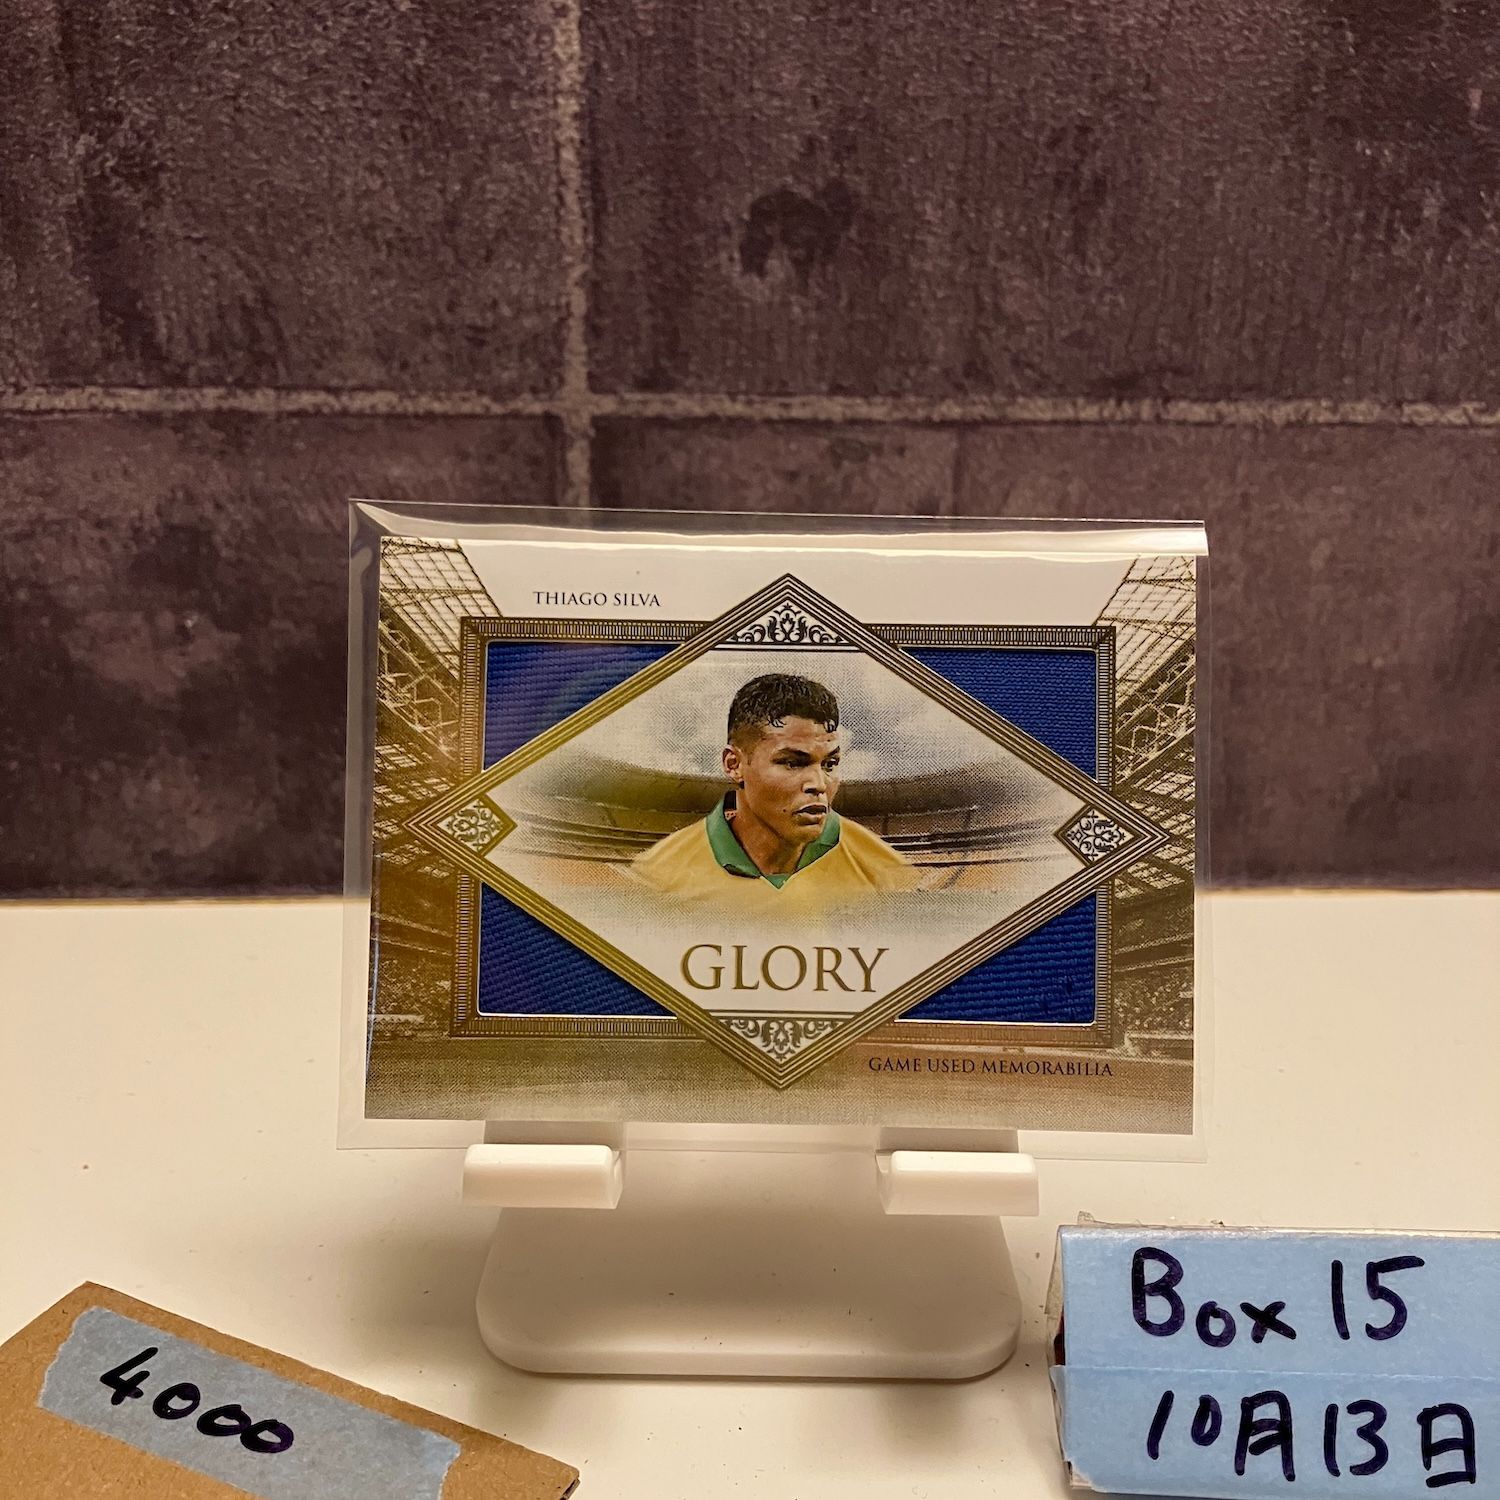 THIAGO SILVA
GLORY
GAME USED MEMORABILIA
4000
Box 15
10月13日